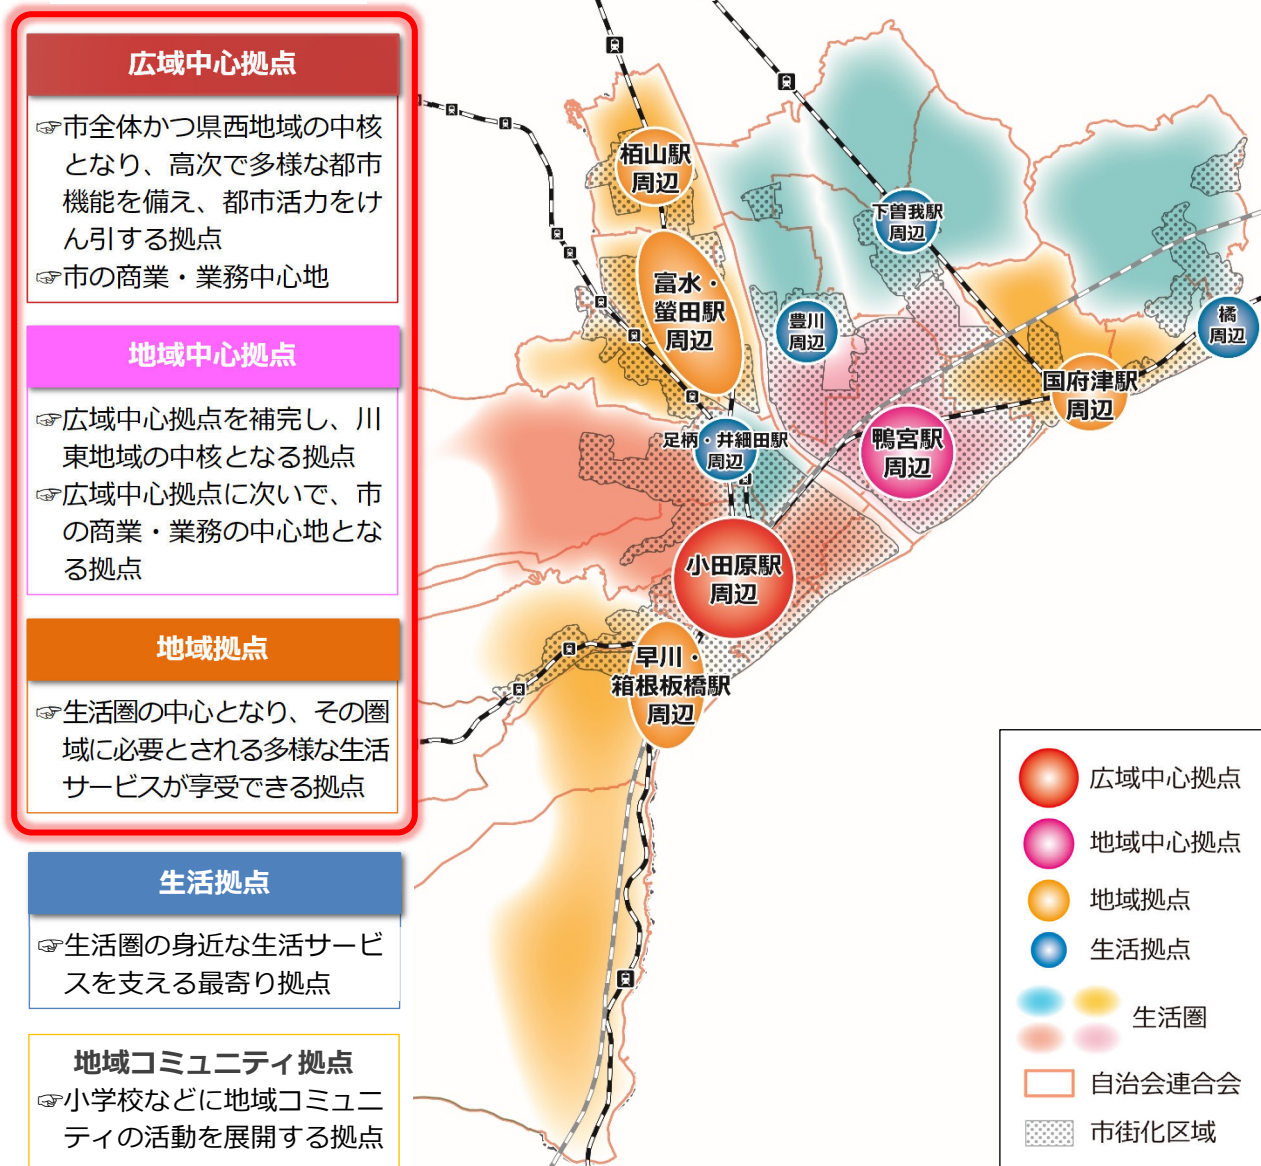 広域中心拠点
☞市全体かつ県西地域の中核
となり、高次で多様な都市
機能を備え、都市活力をけ
ん引する拠点
☞市の商業・業務中心地
地域中心拠点
☞広域中心拠点を補完し、川
東地域の中核となる拠点
☞広域中心拠点に次いで、市
の商業・業務の中心地とな
る拠点
地域拠点
☞生活圏の中心となり、その圏
域に必要とされる多様な生活
サービスが享受できる拠点
生活拠点
☞生活圏の身近な生活サービ
スを支える最寄り拠点
地域コミュニティ拠点
☞小学校などに地域コミュニ
ティの活動を展開する拠点
栢山駅
周辺
下曽我駅
周辺
富水・
螢田駅
周辺
豊川
周辺
橘
周辺
国府津駅
周辺
足柄・井細田駅
周辺
鴨宮駅
周辺
小田原駅
周辺
早川・
箱根板橋駅
周辺
広域中心拠点
地域中心拠点
地域拠点
生活拠点
生活圏
自治会連合会
市街化区域